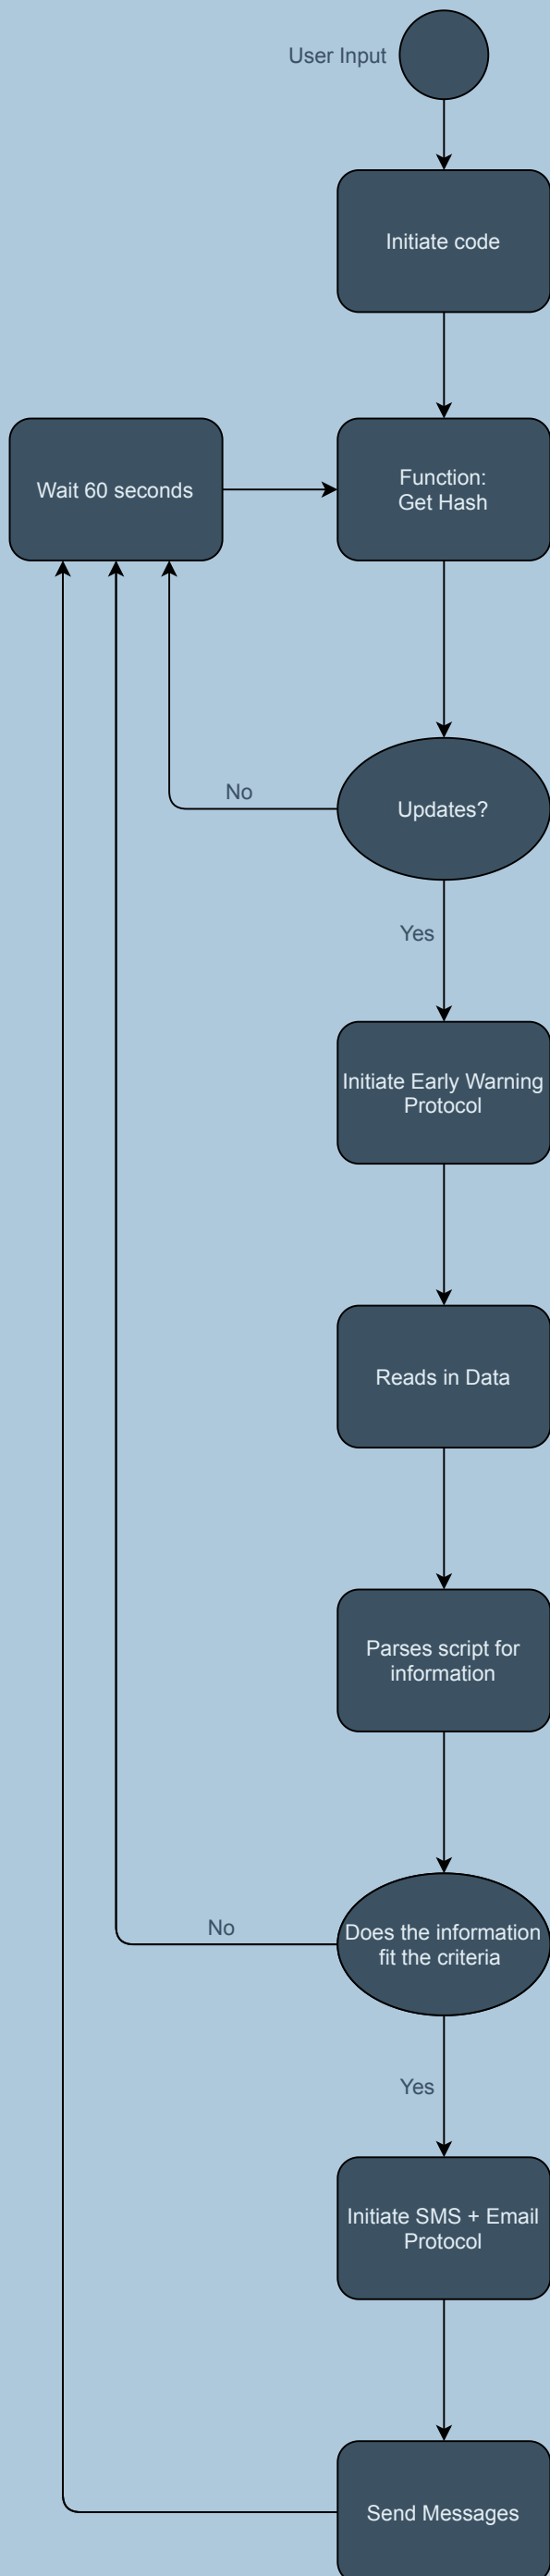 User Input
Initiate code
Wait 60 seconds
Function:
Get Hash
No
Updates?
Yes
Initiate Early Warning
Protocol
Reads in Data
Parses script for
information
No
Does the information
fit the criteria
Yes
Initiate SMS + Email
Protocol
Send Messages